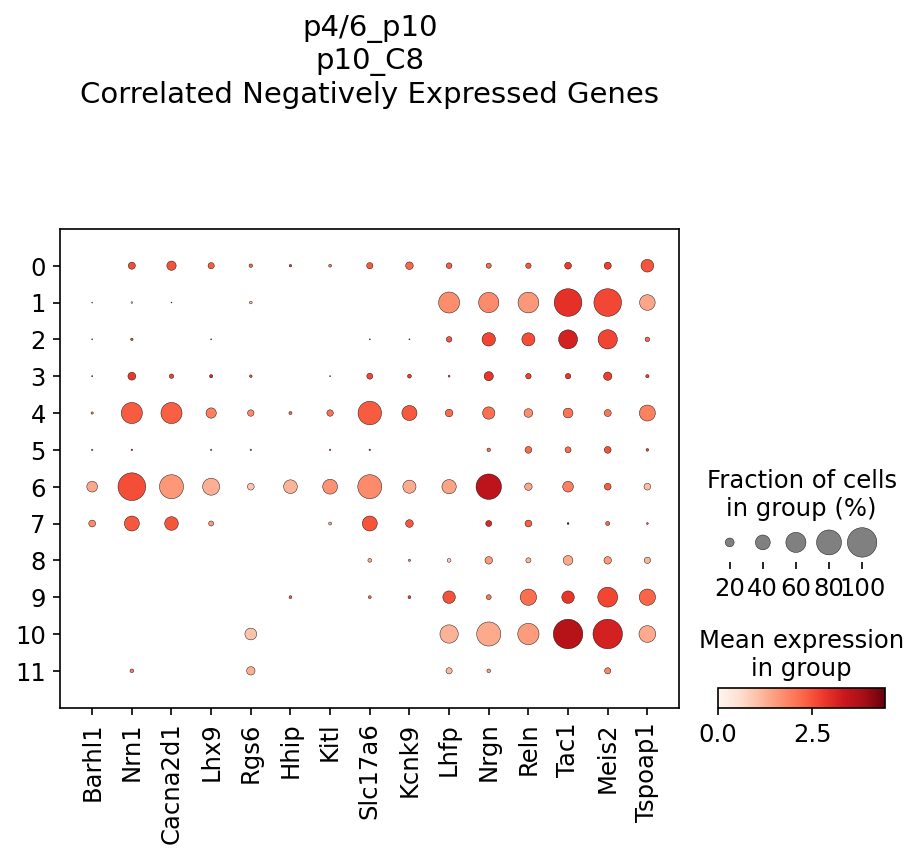 p4/6_p10
p10_C8
Correlated Negatively Expressed Genes
0
1
2
3
4
5
6
7
8
9
10
11
Barhl1
Nrn1
Cacna2d1
Lhx9
Rgs6
Hhip
Kitl
Slc17a6
Kcnk9
Lhfp
Nrgn
Reln
Tac1
Meis2
Tspoap1
Fraction of cells
in group (%)
20 40 60 80 100
Mean expression
in group
0.0 2.5